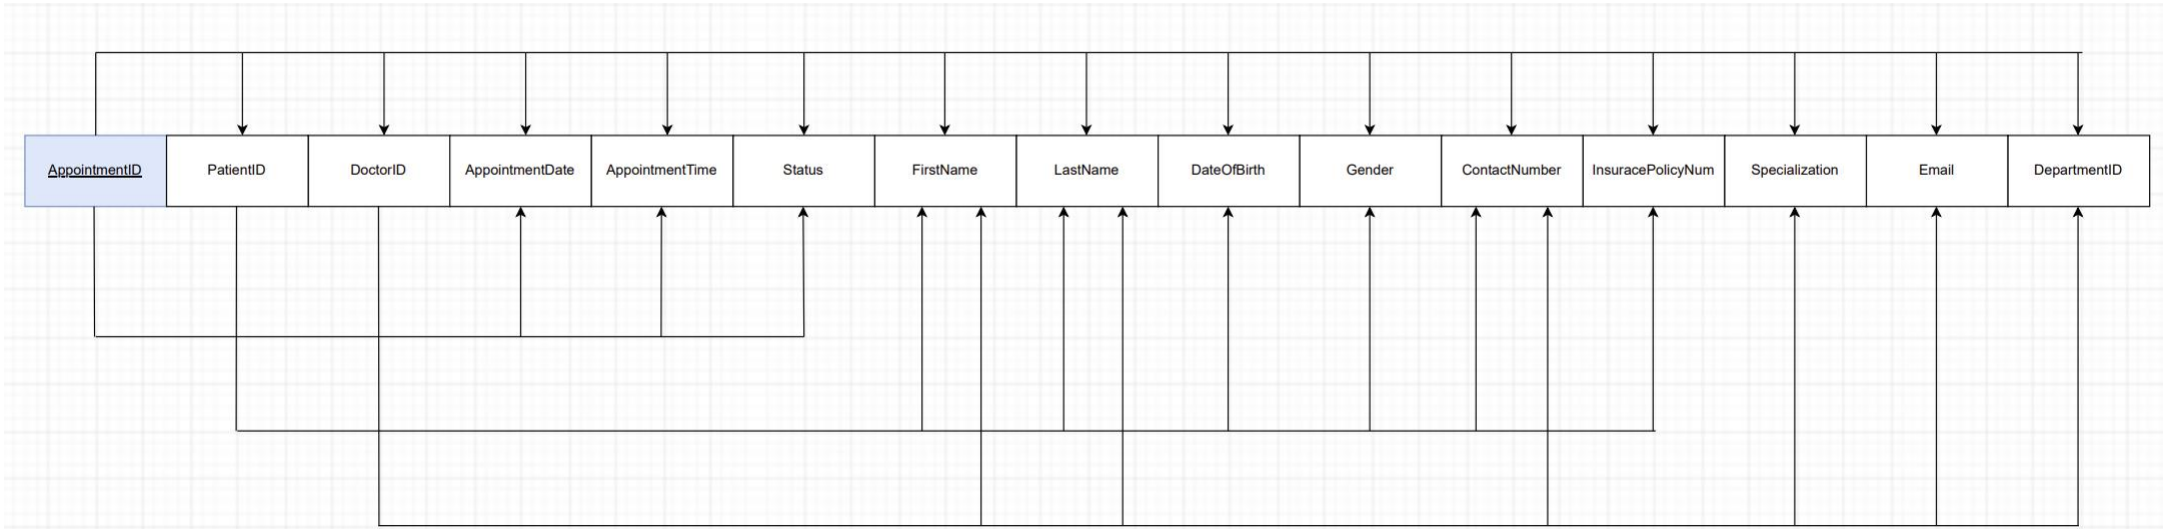 AppointmentID
PatientID
DoctorID
AppointmentDate
AppointmentTime
Status
FirstName
LastName
DateOfBirth
Gender
ContactNumber
InsuracePolicyNum
Specialization
Email
DepartmentID